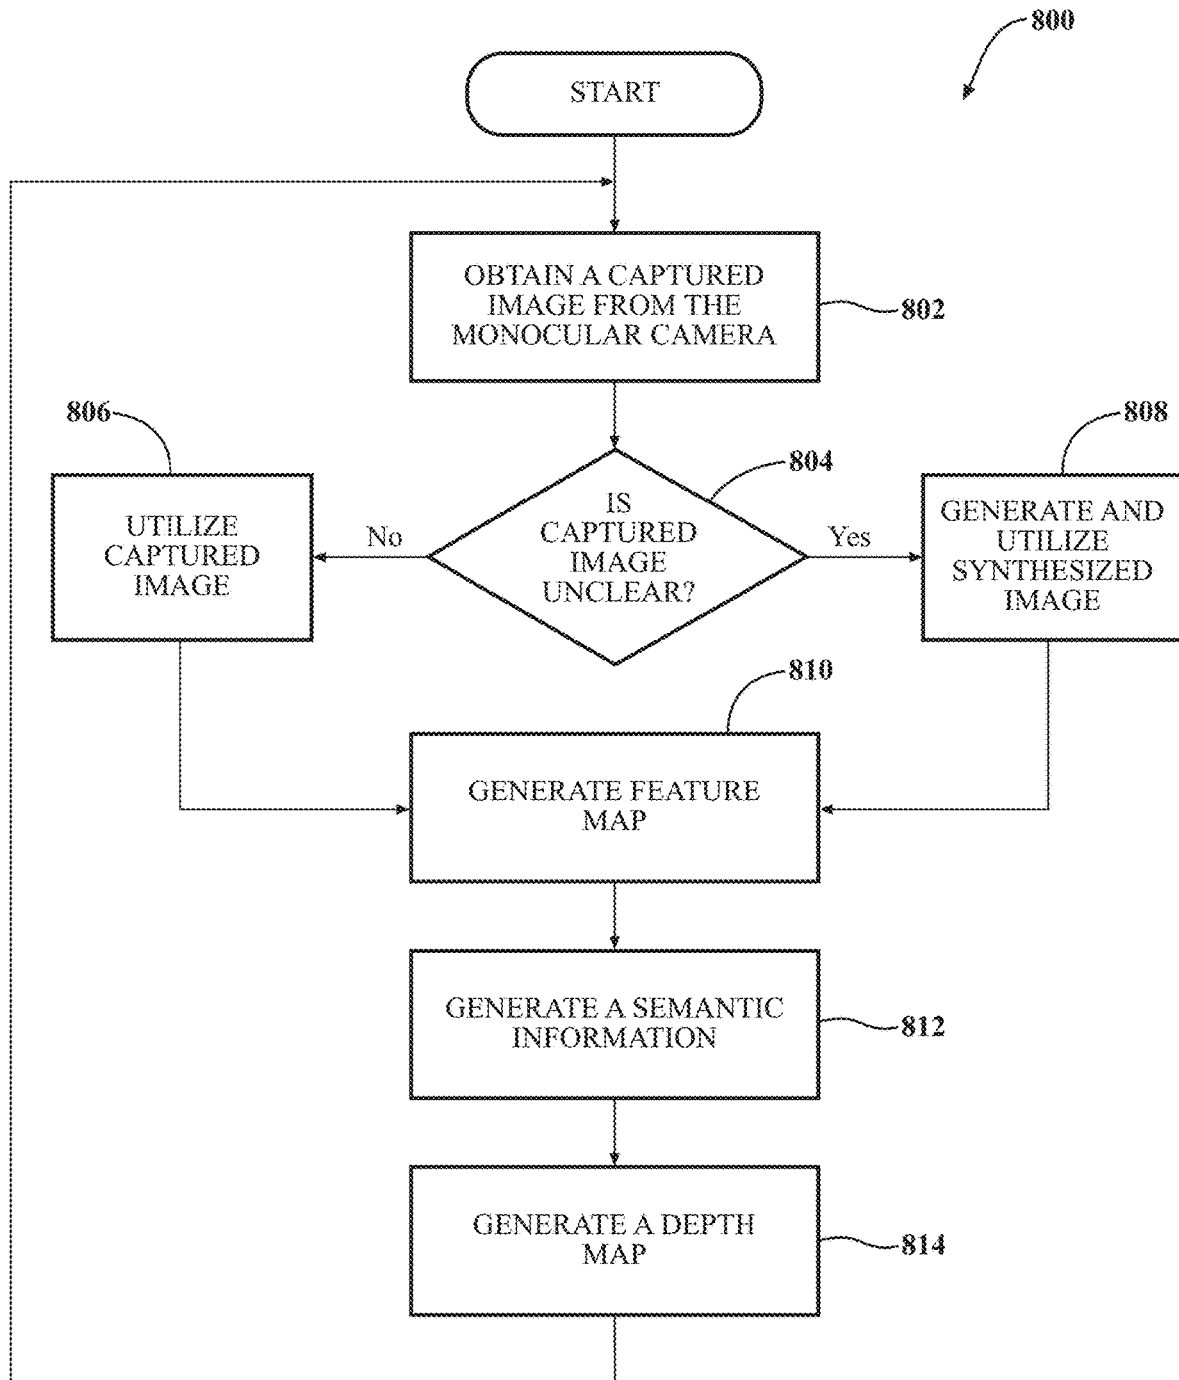 800
START
OBTAIN A CAPTURED
IMAGE FROM THE
MONOCULAR CAMERA
802
806
808
804
IS
CAPTURED
IMAGE
UNCLEAR?
No
Yes
UTILIZE
CAPTURED
IMAGE
GENERATE AND
UTILIZE
SYNTHESIZED
IMAGE
810
GENERATE FEATURE
MAP
GENERATE A SEMANTIC
INFORMATION
812
GENERATE A DEPTH
MAP
814